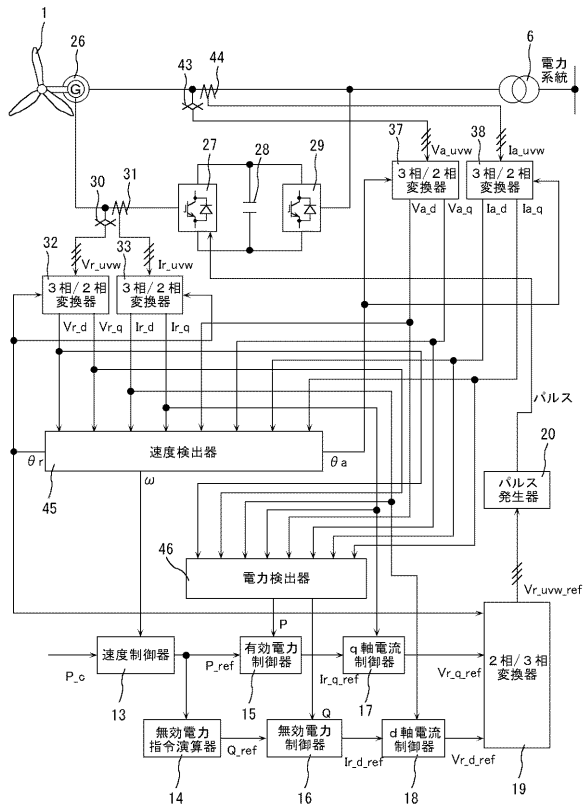 1
26
G
43
44
6
電力
系統
37
38
Va_uvw
Ia_uvw
3相/2相
変換器
3相/2相
変換器
Va_d
Va_q
Ia_d
Ia_q
27
28
29
30
31
32
33
Vr_uvw
Ir_uvw
3相/2相
変換器
3相/2相
変換器
Vr_d
Vr_q
Ir_d
Ir_q
パルス
速度検出器
θr
θa
45
ω
20
パルス
発生器
46
電力検出器
Vr_uvw_ref
P
P_c
速度制御器
13
P_ref
有効電力
制御器
15
Ir_q_ref
q軸電流
制御器
17
Vr_q_ref
2相/3相
変換器
19
Q
無効電力
指令演算器
14
Q_ref
無効電力
制御器
16
Ir_d_ref
d軸電流
制御器
18
Vr_d_ref